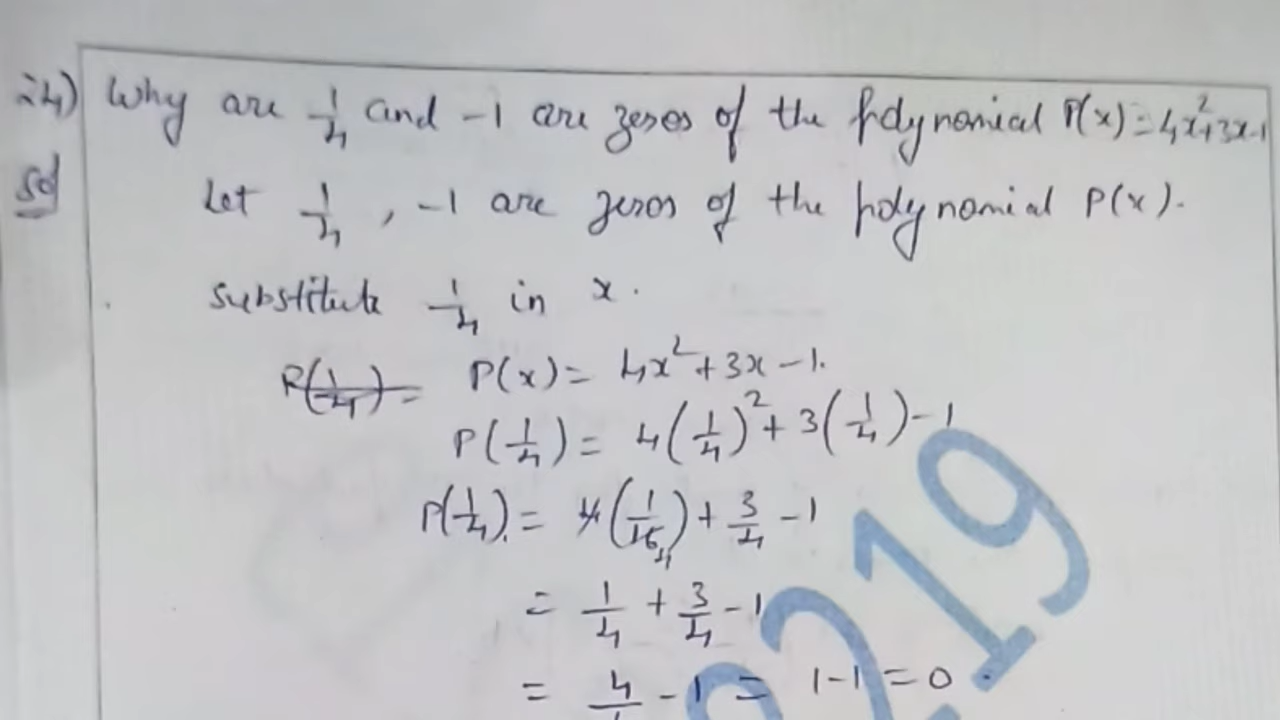 24) Why are 1/4 and -1 are zeros of the polynomial P(x) = 4x²+3x-1
Sol Let 1/4, -1 are zeros of the polynomial P(x).
substitute 1/4 in x.
P(1/4) = P(x) = 4x² + 3x - 1.
P(1/4) = 4(1/4)² + 3(1/4) - 1
P(1/4) = 4(1/16) + 3/4 - 1
= 1/4 + 3/4 - 1
= 4/4 - 1 = 1-1 = 0.
219